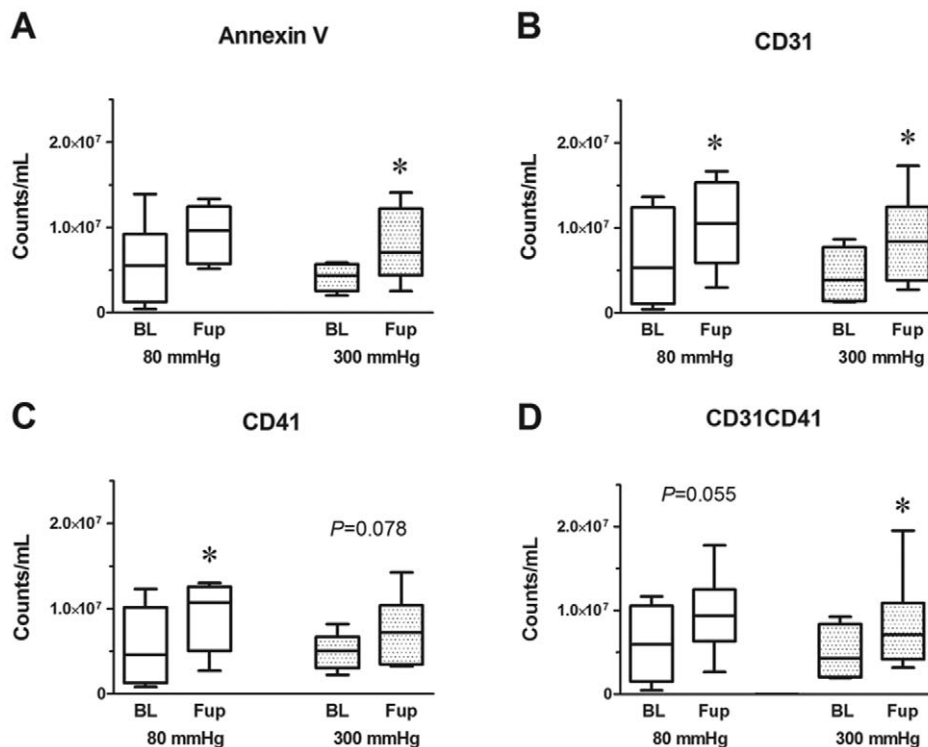 A
Annexin V
Counts/mL
2.0×10⁷
1.0×10⁷
0
*
BL Fup BL Fup
80 mmHg 300 mmHg
B
CD31
Counts/mL
2.0×10⁷
1.0×10⁷
0
* *
BL Fup BL Fup
80 mmHg 300 mmHg
C
CD41
Counts/mL
2.0×10⁷
1.0×10⁷
0
*
P=0.078
BL Fup BL Fup
80 mmHg 300 mmHg
D
CD31CD41
Counts/mL
2.0×10⁷
1.0×10⁷
0
P=0.055
*
BL Fup BL Fup
80 mmHg 300 mmHg